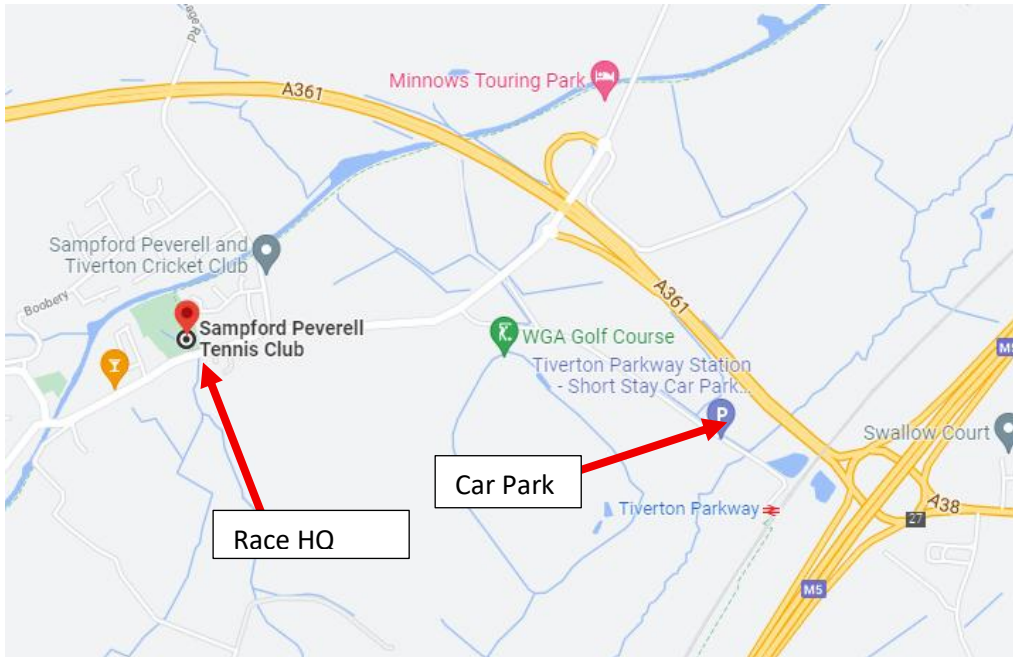 age Rd
A361
Minnows Touring Park
Sampford Peverell and
Tiverton Cricket Club
Boobery
A361
Sampford Peverell
Tennis Club
WGA Golf Course
Tiverton Parkway Station
- Short Stay Car Park...
P
M5
Swallow Court
Car Park
Tiverton Parkway
A38
27
Race HQ
M5